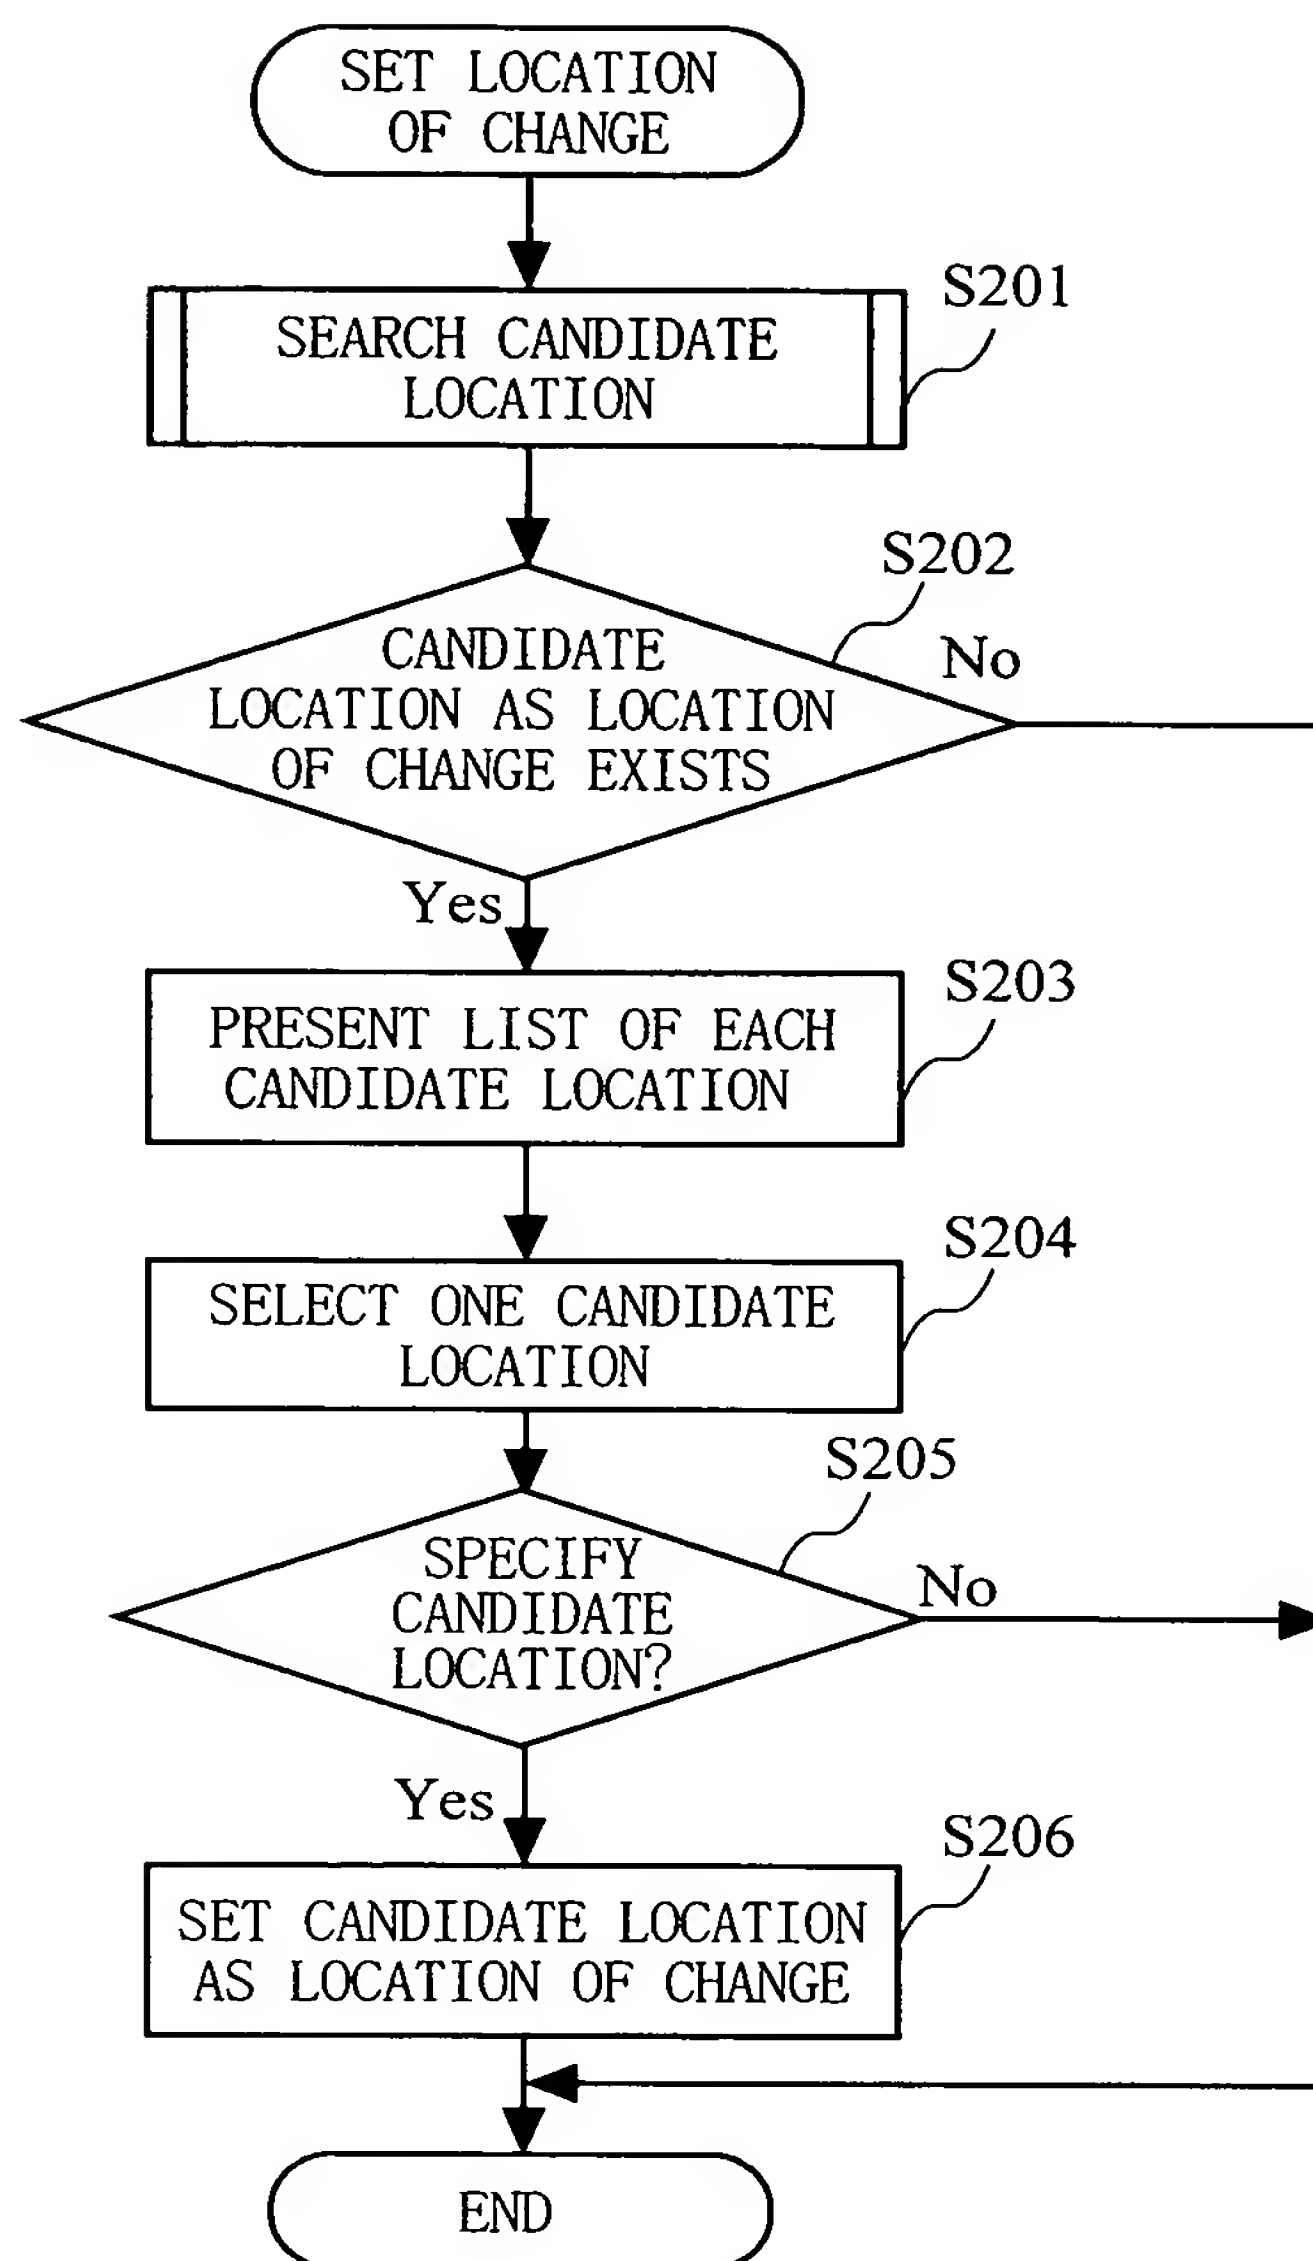 SET LOCATION
OF CHANGE
S201
SEARCH CANDIDATE
LOCATION
S202
No
CANDIDATE
LOCATION AS LOCATION
OF CHANGE EXISTS
Yes
S203
PRESENT LIST OF EACH
CANDIDATE LOCATION
S204
SELECT ONE CANDIDATE
LOCATION
S205
SPECIFY
No
CANDIDATE
LOCATION?
Yes
S206
SET CANDIDATE LOCATION
AS LOCATION OF CHANGE
END